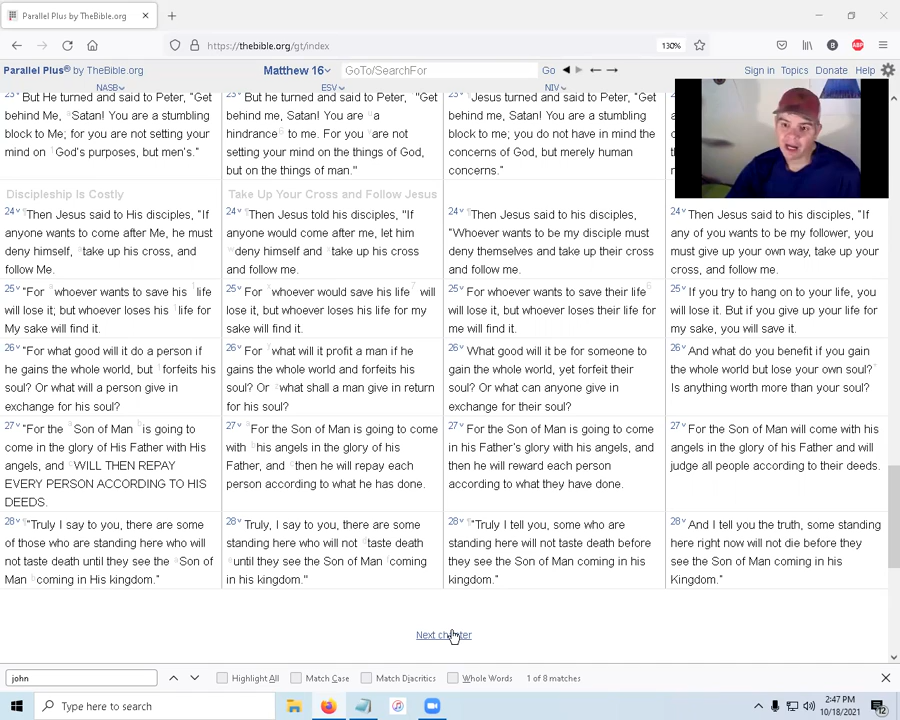 Parallel Plus by TheBible.org
https://thebible.org/gt/index
130%
Parallel Plus® by TheBible.org
Matthew 16
GoTo/SearchFor
Go
Sign in Topics Donate Help
NASB
ESV
NIV
23 v But He turned and said to Peter, "Get
behind Me, Satan! You are a stumbling
block to Me; for you are not setting your
mind on God's purposes, but men's."
23 v But he turned and said to Peter, "Get
behind me, Satan! You are a
hindrance to me. For you are not
setting your mind on the things of God,
but on the things of man."
23 v Jesus turned and said to Peter, "Get
behind me, Satan! You are a stumbling
block to me; you do not have in mind the
concerns of God, but merely human
concerns."
Discipleship Is Costly
Take Up Your Cross and Follow Jesus
24 v ¶Then Jesus said to His disciples, "If
anyone wants to come after Me, he must
deny himself, take up his cross, and
follow Me.
24 v ¶Then Jesus told his disciples, "If
anyone would come after me, let him
deny himself and take up his cross
and follow me.
24 v ¶Then Jesus said to his disciples,
"Whoever wants to be my disciple must
deny themselves and take up their cross
and follow me.
24 v Then Jesus said to his disciples, "If
any of you wants to be my follower, you
must give up your own way, take up your
cross, and follow me.
25 v "For whoever wants to save his life
will lose it; but whoever loses his life for
My sake will find it.
25 v For whoever would save his life 7 will
lose it, but whoever loses his life for my
sake will find it.
25 v For whoever wants to save their life 6
will lose it, but whoever loses their life for
me will find it.
25 v If you try to hang on to your life, you
will lose it. But if you give up your life for
my sake, you will save it.
26 v "For what good will it do a person if
he gains the whole world, but forfeits his
soul? Or what will a person give in
exchange for his soul?
26 v For what will it profit a man if he
gains the whole world and forfeits his
soul? Or what shall a man give in return
for his soul?
26 v What good will it be for someone to
gain the whole world, yet forfeit their
soul? Or what can anyone give in
exchange for their soul?
26 v And what do you benefit if you gain
the whole world but lose your own soul?
Is anything worth more than your soul?
27 v "For the Son of Man is going to
come in the glory of His Father with His
angels, and WILL THEN REPAY
EVERY PERSON ACCORDING TO HIS
DEEDS.
27 v For the Son of Man is going to come
with his angels in the glory of his
Father, and then he will repay each
person according to what he has done.
27 v For the Son of Man is going to come
in his Father's glory with his angels, and
then he will reward each person
according to what they have done.
27 v For the Son of Man will come with his
angels in the glory of his Father and will
judge all people according to their deeds.
28 v "Truly I say to you, there are some
of those who are standing here who will
not taste death until they see the Son of
Man coming in His kingdom."
28 v Truly, I say to you, there are some
standing here who will not taste death
until they see the Son of Man coming
in his kingdom."
28 v "Truly I tell you, some who are
standing here will not taste death before
they see the Son of Man coming in his
kingdom."
28 v And I tell you the truth, some standing
here right now will not die before they
see the Son of Man coming in his
Kingdom."
Next chapter
john
Highlight All Match Case Match Diacritics Whole Words 1 of 8 matches
Type here to search
2:47 PM
10/18/2021
12